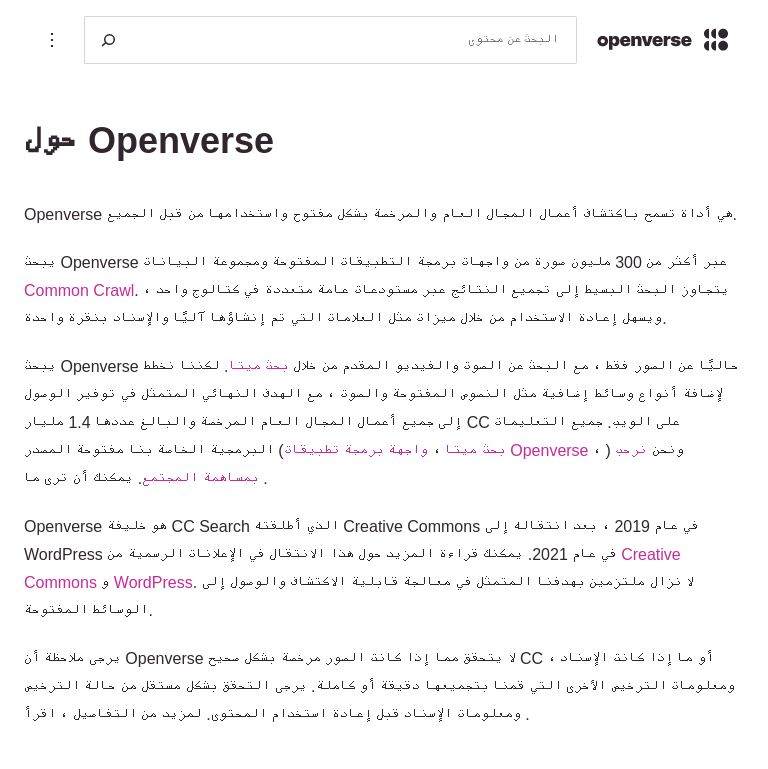 البحث عن محتوى
openverse
حول Openverse
Openverse هي أداة تسمح باكتشاف أعمال المجال العام والمرخصة بشكل مفتوح واستخدامها من قبل الجميع.
يبحث Openverse عبر أكثر من 300 مليون صورة من واجهات برمجة التطبيقات المفتوحة ومجموعة البيانات
Common Crawl. يتجاوز البحث البسيط إلى تجميع النتائج عبر مستودعات عامة متعددة في كتالوج واحد ،
ويسهل إعادة الاستخدام من خلال ميزات مثل العلامات التي تم إنشاؤها آليًا والإسناد بنقرة واحدة.
يبحث Openverse حاليًا عن الصور فقط ، مع البحث عن الصوت والفيديو المقدم من خلال بحث ميتا. لكننا نخطط
لإضافة أنواع وسائط إضافية مثل النصوص المفتوحة والصوت ، مع الهدف النهائي المتمثل في توفير الوصول
إلى جميع أعمال المجال العام المرخصة والبالغ عددها 1.4 مليار CC على الويب. جميع التعليمات
البرمجية الخاصة بنا مفتوحة المصدر (بحث ميتا ، واجهة برمجة تطبيقات Openverse ، ) ونحن نرحب
بمساهمة المجتمع. يمكنك أن ترى ما .
Openverse هو خليفة CC Search الذي أطلقته Creative Commons في عام 2019 ، بعد انتقاله إلى
WordPress في عام 2021. يمكنك قراءة المزيد حول هذا الانتقال في الإعلانات الرسمية من Creative
Commons و WordPress. لا نزال ملتزمين بهدفنا المتمثل في معالجة قابلية الاكتشاف والوصول إلى
الوسائط المفتوحة.
يرجى ملاحظة أن Openverse لا يتحقق مما إذا كانت الصور مرخصة بشكل صحيح CC ، أو ما إذا كانت الإسناد
ومعلومات الترخيص الأخرى التي قمنا بتجميعها دقيقة أو كاملة. يرجى التحقق بشكل مستقل من حالة الترخيص
ومعلومات الإسناد قبل إعادة استخدام المحتوى. لمزيد من التفاصيل ، اقرأ .